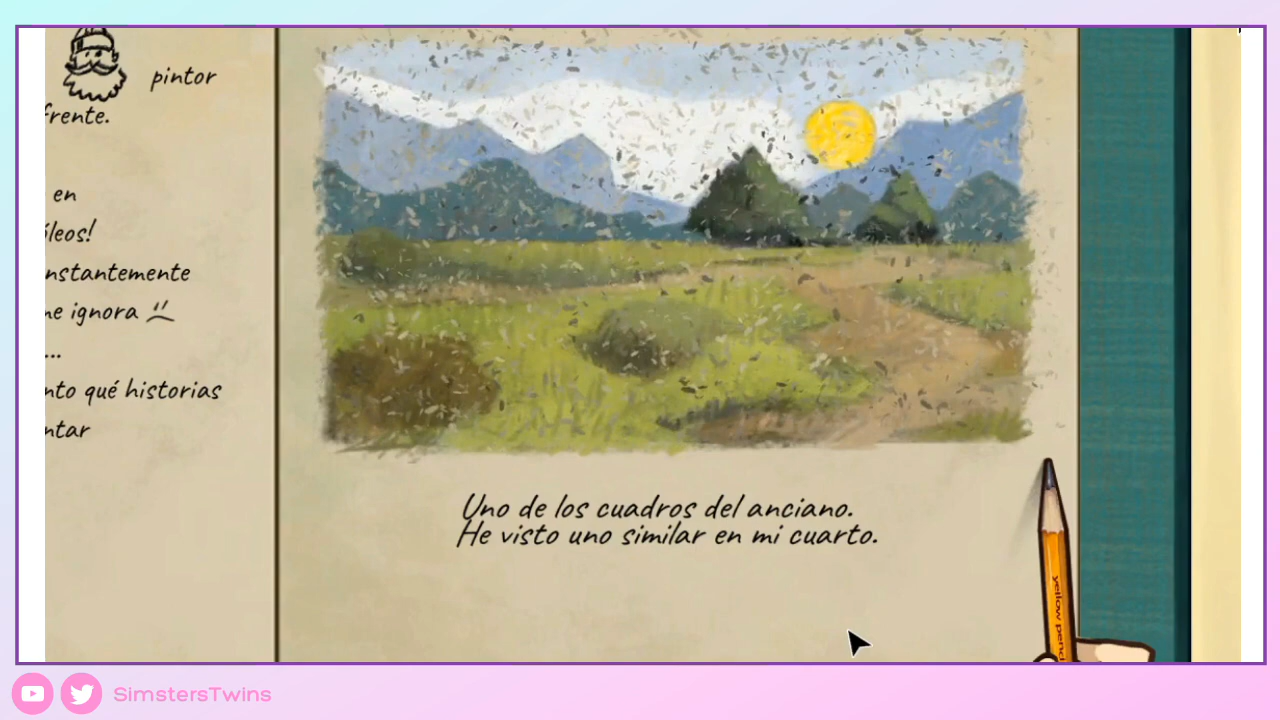 pintor
frente.
en
óleos!
nstantemente
me ignora
...
nto qué historias
ntar
Uno de los cuadros del anciano.
He visto uno similar en mi cuarto.
yellow penc
SimstersTwins